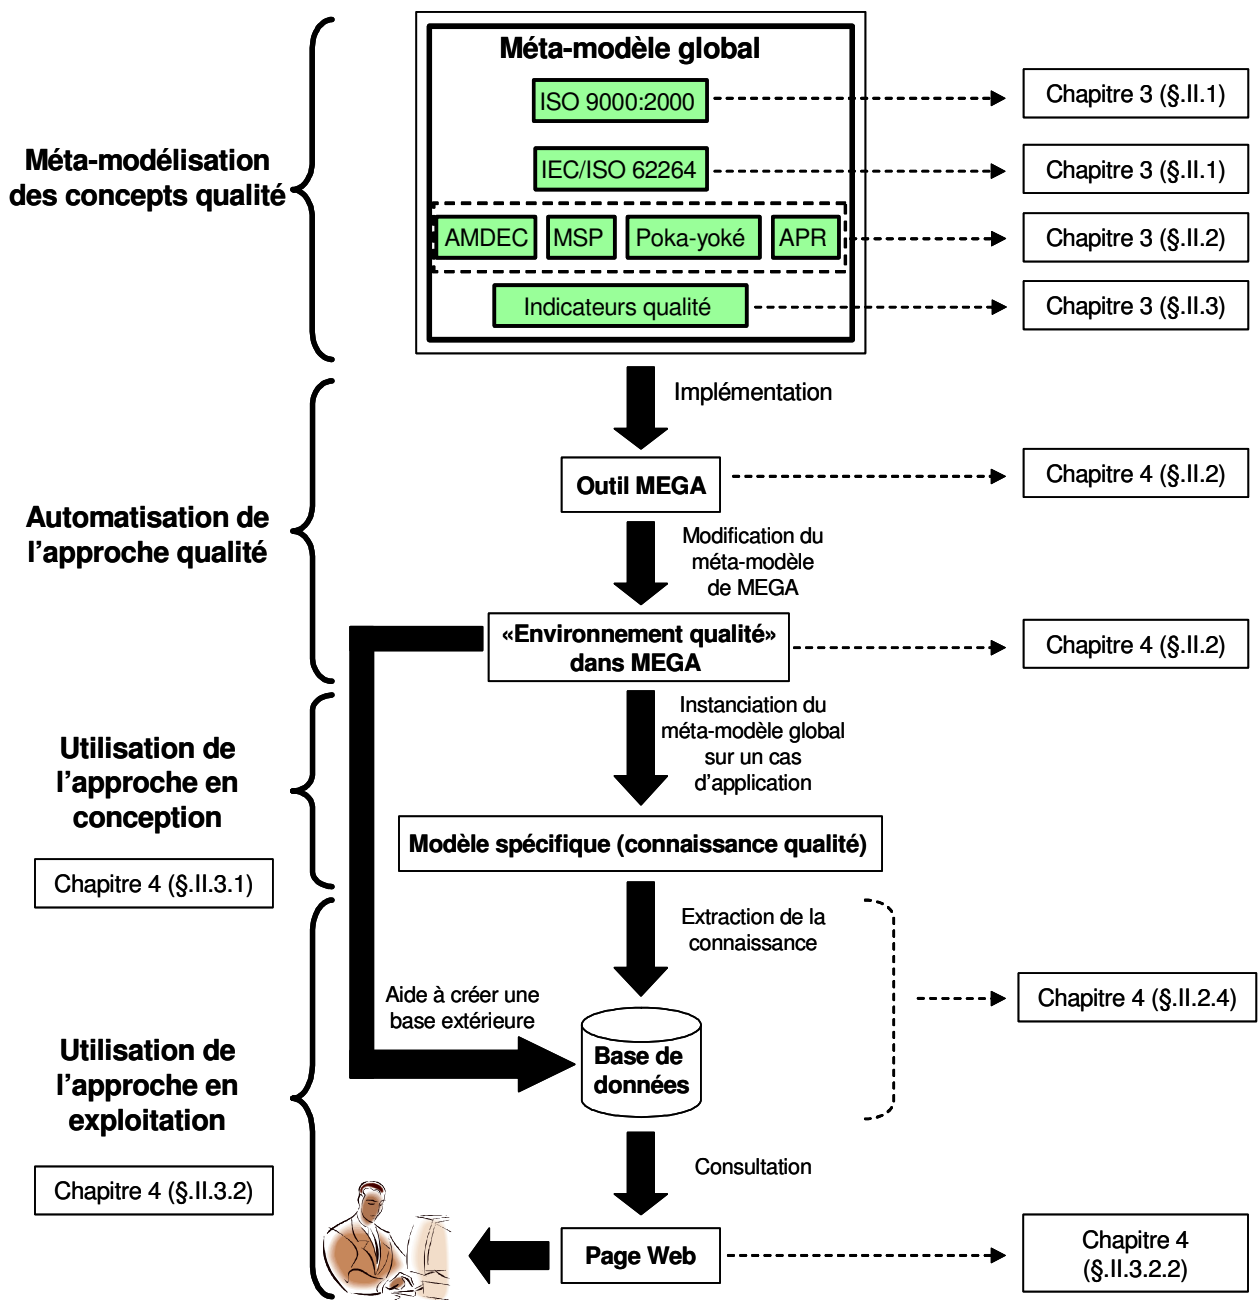 Méta-modèle global
ISO 9000:2000
Chapitre 3 (§.II.1)
Méta-modélisation
des concepts qualité
IEC/ISO 62264
Chapitre 3 (§.II.1)
AMDEC
MSP
Poka-yoké
APR
Chapitre 3 (§.II.2)
Indicateurs qualité
Chapitre 3 (§.II.3)
Implémentation
Automatisation de
l’approche qualité
Outil MEGA
Chapitre 4 (§.II.2)
Modification du
méta-modèle
de MEGA
«Environnement qualité»
dans MEGA
Chapitre 4 (§.II.2)
Utilisation de
l’approche en
conception
Chapitre 4 (§.II.3.1)
Instanciation du
méta-modèle global
sur un cas
d’application
Modèle spécifique (connaissance qualité)
Extraction de la
connaissance
Chapitre 4 (§.II.2.4)
Aide à créer une
base extérieure
Base de
données
Utilisation de
l’approche en
exploitation
Chapitre 4 (§.II.3.2)
Consultation
Page Web
Chapitre 4
(§.II.3.2.2)